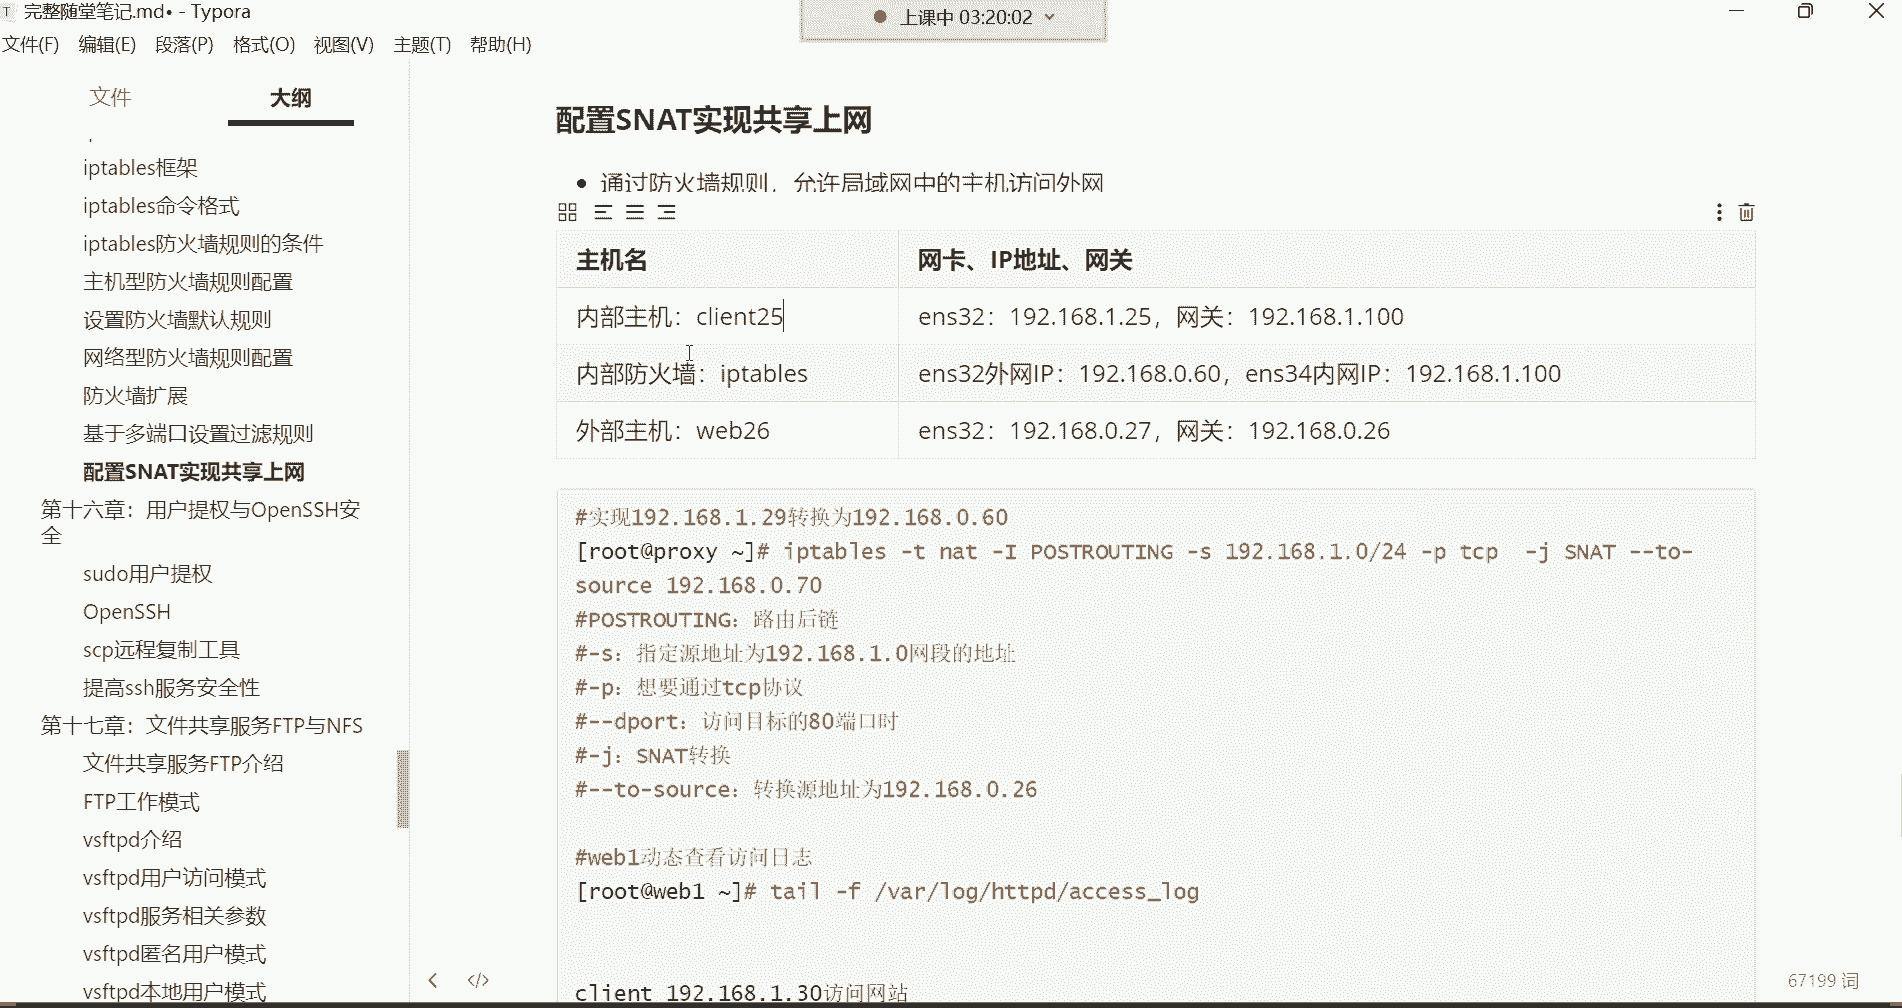 完整随堂笔记.md• - Typora
上课中 03:20:02
文件(F) 编辑(E) 段落(P) 格式(O) 视图(V) 主题(T) 帮助(H)
文件 大纲
iptables框架
iptables命令格式
iptables防火墙规则的条件
主机型防火墙规则配置
设置防火墙默认规则
网络型防火墙规则配置
防火墙扩展
基于多端口设置过滤规则
配置SNAT实现共享上网
第十六章：用户提权与OpenSSH安
全
sudo用户提权
OpenSSH
scp远程复制工具
提高ssh服务安全性
第十七章：文件共享服务FTP与NFS
文件共享服务FTP介绍
FTP工作模式
vsftpd介绍
vsftpd用户访问模式
vsftpd服务相关参数
vsftpd匿名用户模式
vsftpd本地用户模式
配置SNAT实现共享上网
通过防火墙规则，允许局域网中的主机访问外网
主机名 网卡、IP地址、网关
内部主机：client25 ens32：192.168.1.25，网关：192.168.1.100
内部防火墙：iptables ens32外网IP：192.168.0.60，ens34内网IP：192.168.1.100
外部主机：web26 ens32：192.168.0.27，网关：192.168.0.26
#实现192.168.1.29转换为192.168.0.60
[root@proxy ~]# iptables -t nat -I POSTROUTING -s 192.168.1.0/24 -p tcp  -j SNAT --to-
source 192.168.0.70
#POSTROUTING：路由后链
#-s：指定源地址为192.168.1.0网段的地址
#-p：想要通过tcp协议
#--dport：访问目标的80端口时
#-j：SNAT转换
#--to-source：转换源地址为192.168.0.26
#web1动态查看访问日志
[root@web1 ~]# tail -f /var/log/httpd/access_log
client 192.168.1.30访问网站
67199 词